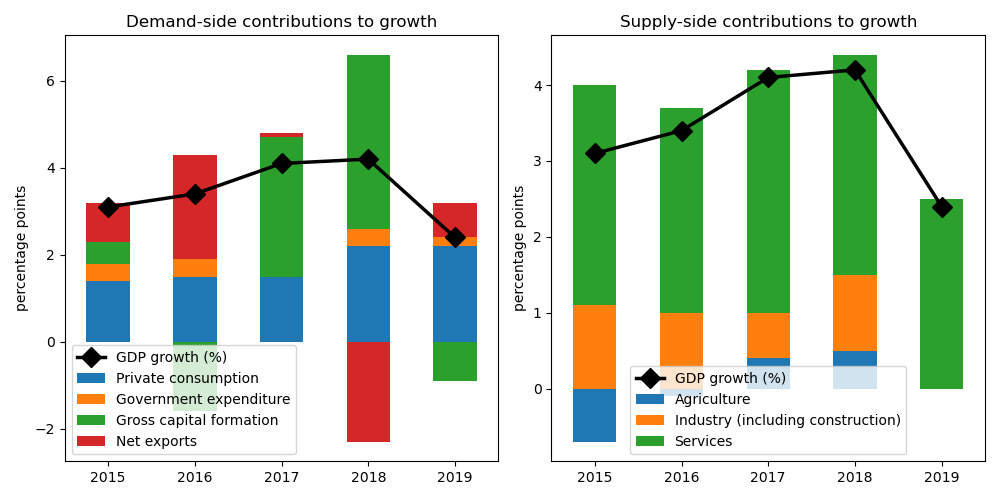 Demand-side contributions to growth
percentage points
6
4
2
0
−2
GDP growth (%)
Private consumption
Government expenditure
Gross capital formation
Net exports
2015 2016 2017 2018 2019
Supply-side contributions to growth
percentage points
4
3
2
1
0
GDP growth (%)
Agriculture
Industry (including construction)
Services
2015 2016 2017 2018 2019